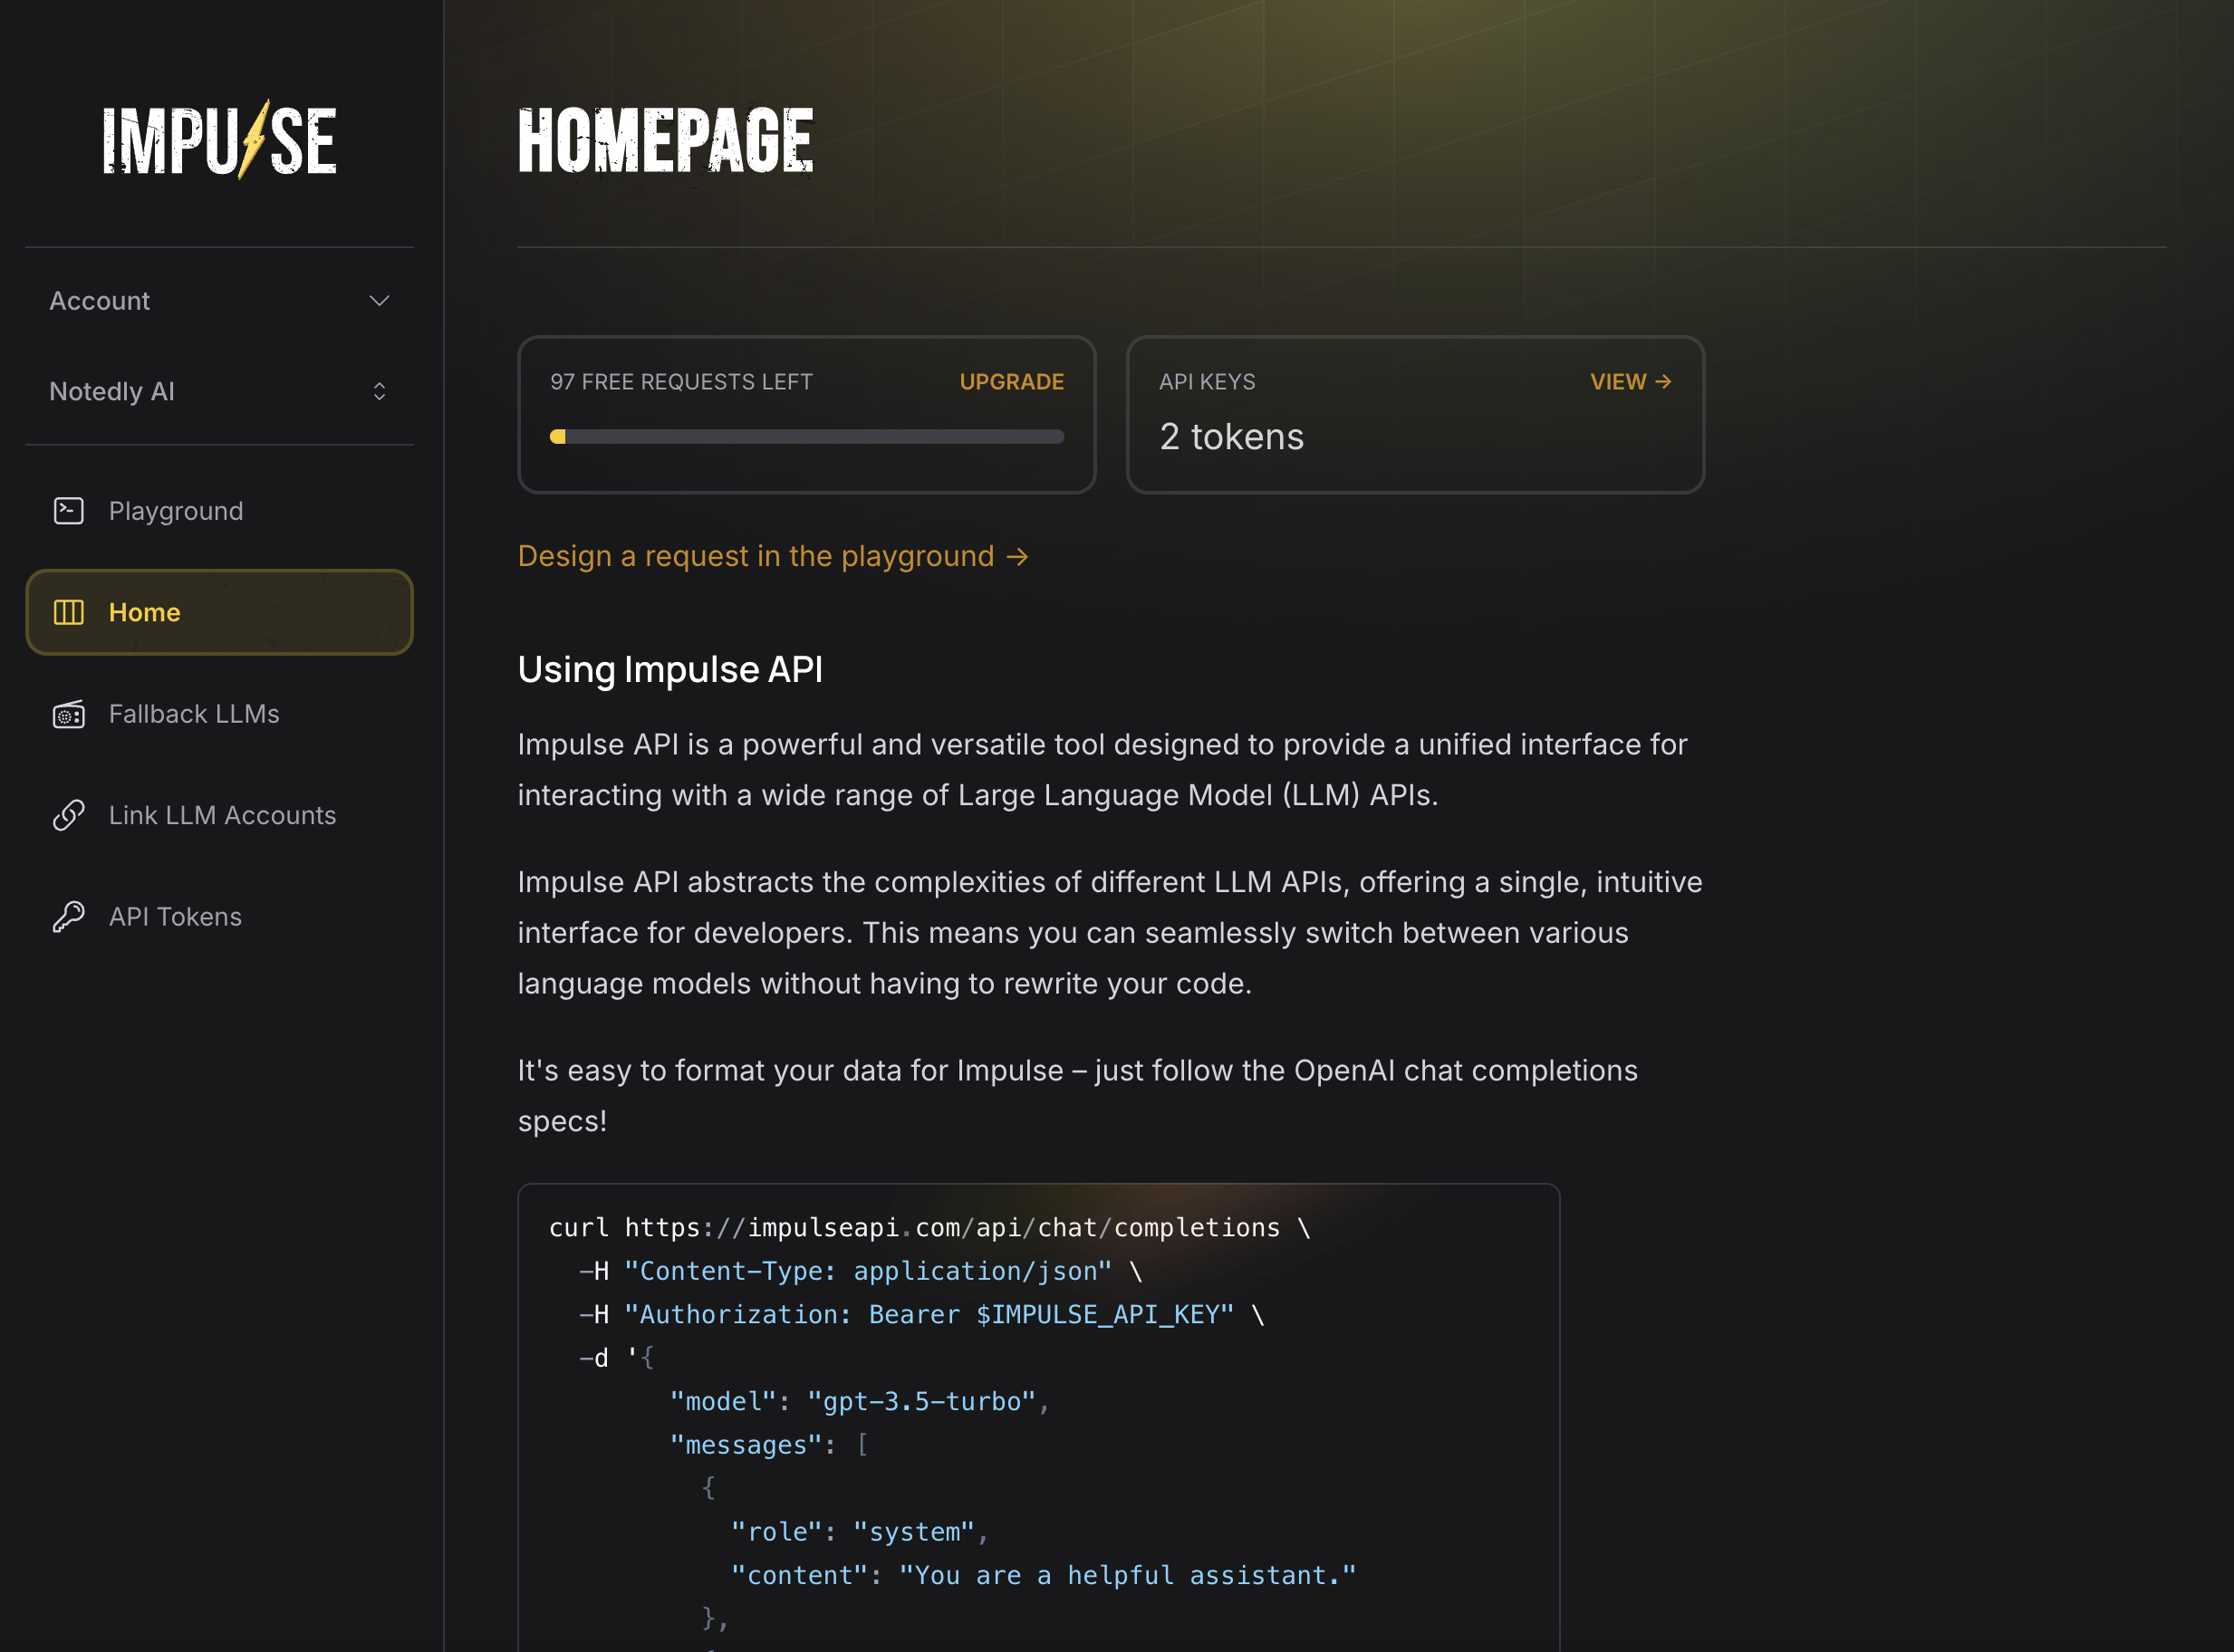 IMPULSE
Account
Notedly AI
Playground
Home
Fallback LLMs
Link LLM Accounts
API Tokens
HOMEPAGE
97 FREE REQUESTS LEFT
UPGRADE
API KEYS
VIEW →
2 tokens
Design a request in the playground →
Using Impulse API
Impulse API is a powerful and versatile tool designed to provide a unified interface for
interacting with a wide range of Large Language Model (LLM) APIs.
Impulse API abstracts the complexities of different LLM APIs, offering a single, intuitive
interface for developers. This means you can seamlessly switch between various
language models without having to rewrite your code.
It's easy to format your data for Impulse – just follow the OpenAI chat completions
specs!
curl https://impulseapi.com/api/chat/completions \
  -H "Content-Type: application/json" \
  -H "Authorization: Bearer $IMPULSE_API_KEY" \
  -d '{
        "model": "gpt-3.5-turbo",
        "messages": [
          {
            "role": "system",
            "content": "You are a helpful assistant."
          },